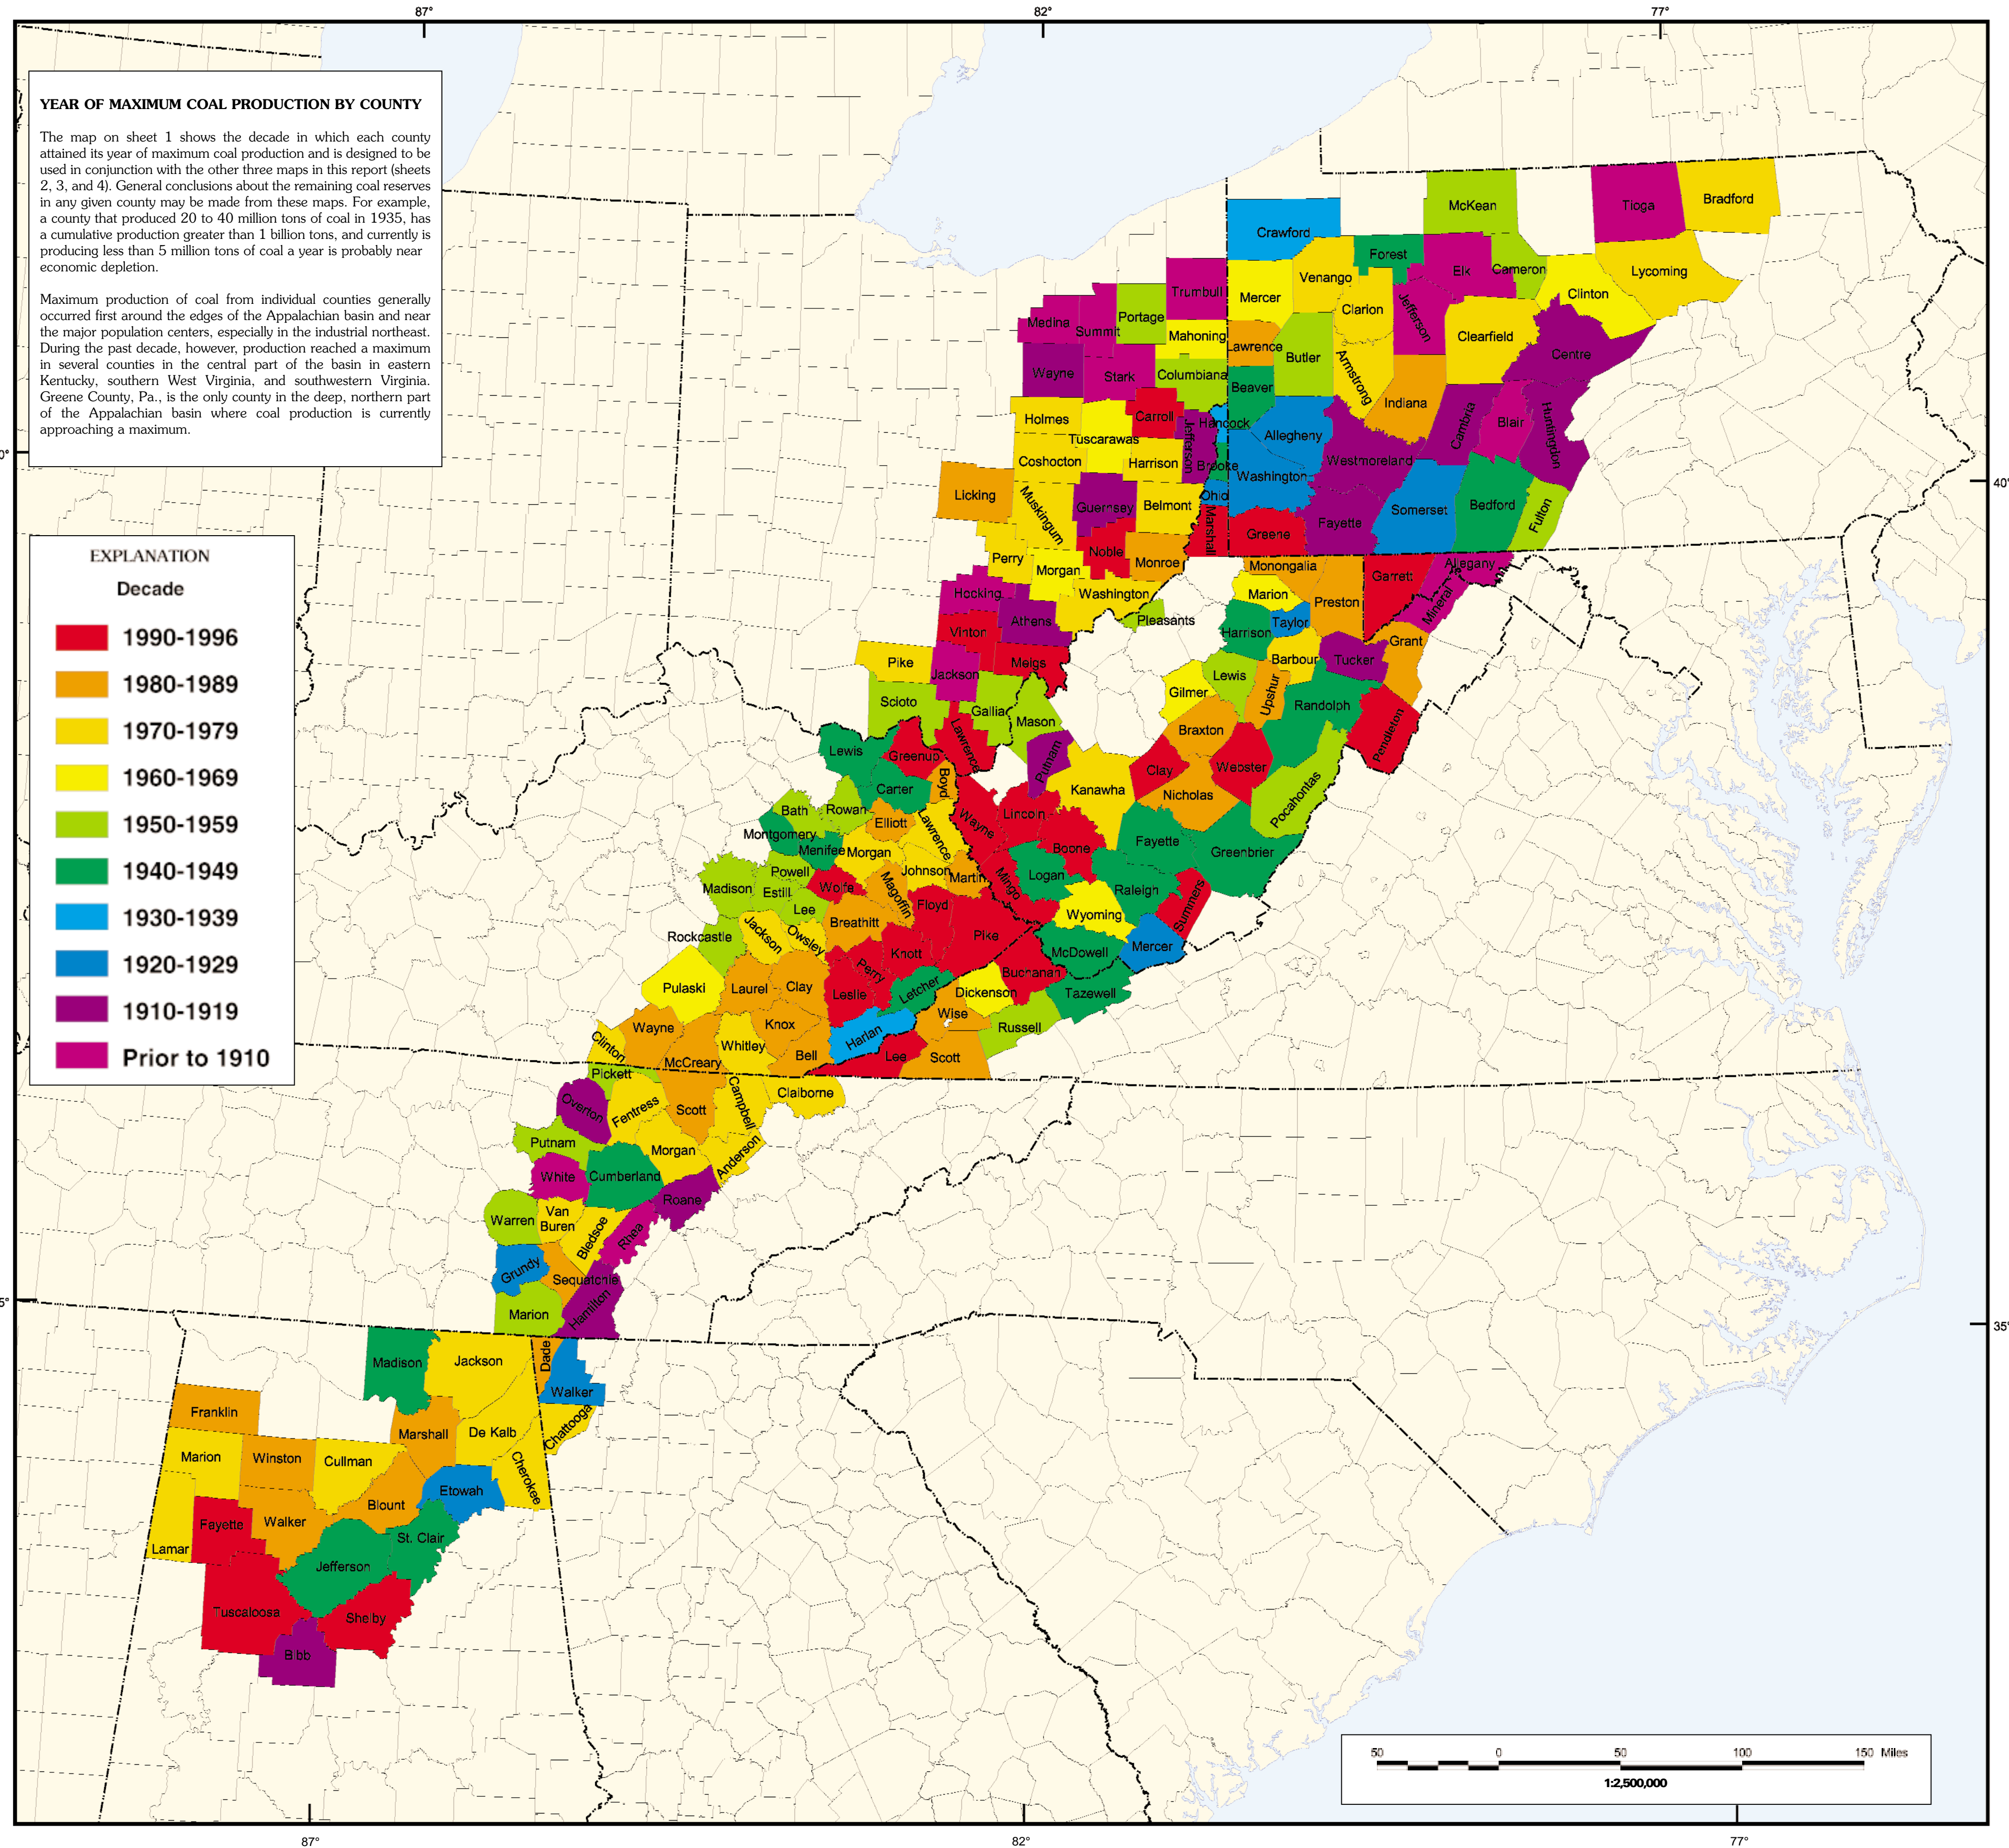 87°
82°
77°
YEAR OF MAXIMUM COAL PRODUCTION BY COUNTY
The map on sheet 1 shows the decade in which each county
attained its year of maximum coal production and is designed to be
used in conjunction with the other three maps in this report (sheets
2, 3, and 4). General conclusions about the remaining coal reserves
in any given county may be made from these maps. For example,
a county that produced 20 to 40 million tons of coal in 1935, has
a cumulative production greater than 1 billion tons, and currently is
producing less than 5 million tons of coal a year is probably near
economic depletion.
Maximum production of coal from individual counties generally
occurred first around the edges of the Appalachian basin and near
the major population centers, especially in the industrial northeast.
During the past decade, however, production reached a maximum
in several counties in the central part of the basin in eastern
Kentucky, southern West Virginia, and southwestern Virginia.
Greene County, Pa., is the only county in the deep, northern part
of the Appalachian basin where coal production is currently
approaching a maximum.
EXPLANATION
Decade
1990-1996
1980-1989
1970-1979
1960-1969
1950-1959
1940-1949
1930-1939
1920-1929
1910-1919
Prior to 1910
McKean
Tioga
Bradford
Crawford
Forest
Elk
Cameron
Lycoming
Venango
Mercer
Clarion
Jefferson
Clinton
Clearfield
Centre
Lawrence
Butler
Armstrong
Beaver
Indiana
Cambria
Blair
Huntingdon
Allegheny
Westmoreland
Washington
Fayette
Somerset
Bedford
Fulton
Greene
Trumbull
Medina
Summit
Portage
Mahoning
Wayne
Stark
Columbiana
Holmes
Tuscarawas
Carroll
Jefferson
Hancock
Coshocton
Harrison
Brooke
Licking
Muskingum
Guernsey
Belmont
Ohio
Marshall
Perry
Noble
Monroe
Morgan
Hocking
Washington
Athens
Vinton
Meigs
Pike
Jackson
Scioto
Gallia
Lawrence
Monongalia
Garrett
Allegany
Marion
Preston
Mineral
Pleasants
Harrison
Taylor
Grant
Barbour
Tucker
Lewis
Gilmer
Upshur
Randolph
Pendleton
Mason
Braxton
Putnam
Clay
Webster
Kanawha
Nicholas
Pocahontas
Lincoln
Wayne
Boone
Fayette
Greenbrier
Mingo
Logan
Raleigh
Summers
Wyoming
McDowell
Mercer
Lewis
Greenup
Boyd
Carter
Bath
Rowan
Elliott
Lawrence
Montgomery
Menifee
Morgan
Powell
Johnson
Martin
Madison
Estill
Wolfe
Magoffin
Lee
Floyd
Breathitt
Rockcastle
Jackson
Owsley
Knott
Pike
Perry
Pulaski
Laurel
Clay
Leslie
Letcher
Wayne
Knox
Harlan
Clinton
McCreary
Whitley
Bell
Buchanan
Dickenson
Tazewell
Wise
Russell
Lee
Scott
Pickett
Overton
Fentress
Scott
Campbell
Claiborne
Putnam
Morgan
Anderson
White
Cumberland
Roane
Warren
Van
Buren
Bledsoe
Rhea
Grundy
Sequatchie
Marion
Hamilton
Madison
Jackson
Dade
Walker
Franklin
Marshall
De Kalb
Chattooga
Marion
Winston
Cullman
Cherokee
Etowah
Blount
Fayette
Walker
St. Clair
Lamar
Jefferson
Tuscaloosa
Shelby
Bibb
40°
35°
50 0 50 100 150 Miles
1:2,500,000
87°
82°
77°